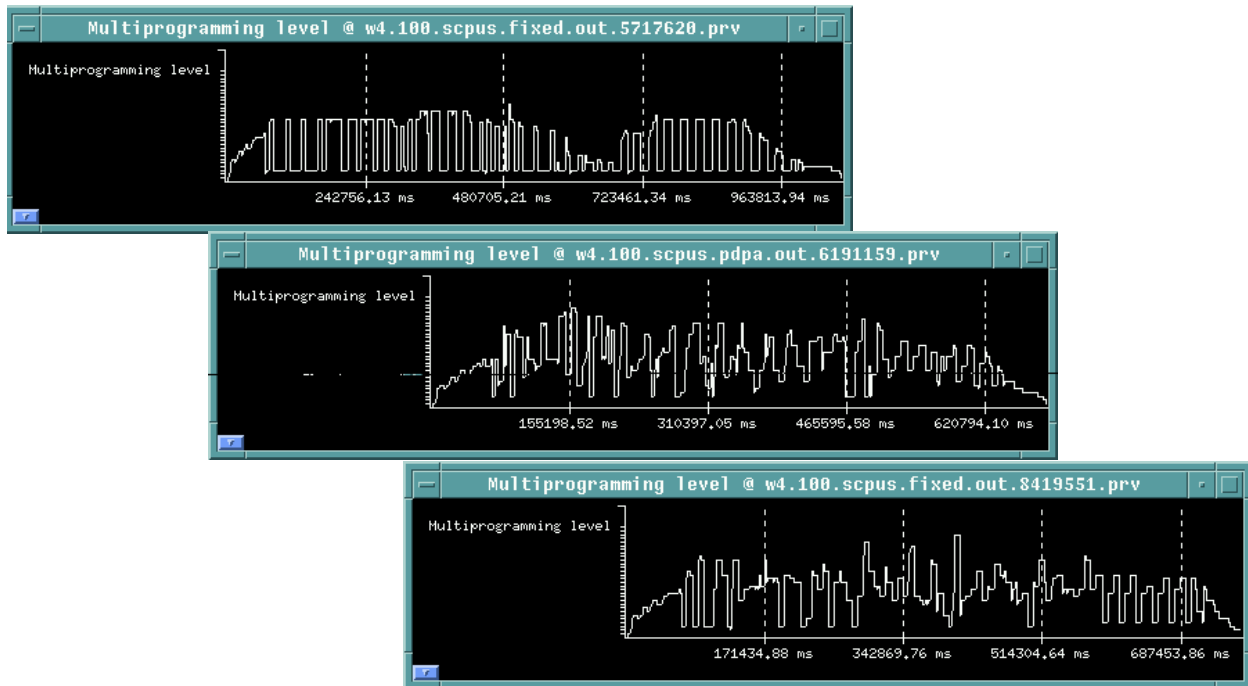 Multiprogramming level @ w4.100.scpus.fixed.out.5717620.prv
Multiprogramming level
242756.13 ms 480705.21 ms 723461.34 ms 963813.94 ms
Multiprogramming level @ w4.100.scpus.pdpa.out.6191159.prv
Multiprogramming level
155198.52 ms 310397.05 ms 465595.58 ms 620794.10 ms
Multiprogramming level @ w4.100.scpus.fixed.out.8419551.prv
Multiprogramming level
171434.88 ms 342869.76 ms 514304.64 ms 687453.86 ms